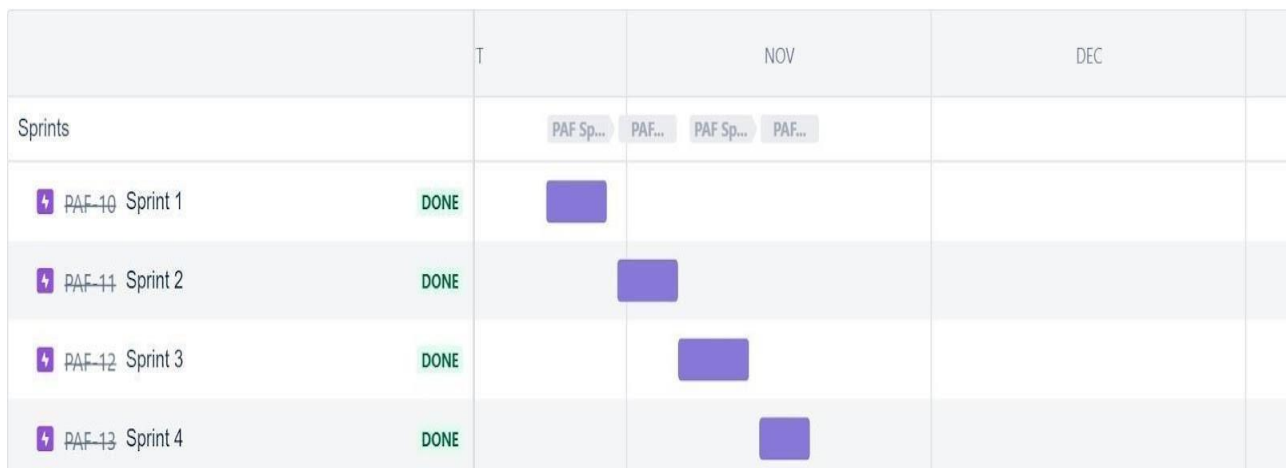 T NOV DEC
Sprints PAF Sp... PAF... PAF Sp... PAF...
PAF-10 Sprint 1 DONE
PAF-11 Sprint 2 DONE
PAF-12 Sprint 3 DONE
PAF-13 Sprint 4 DONE